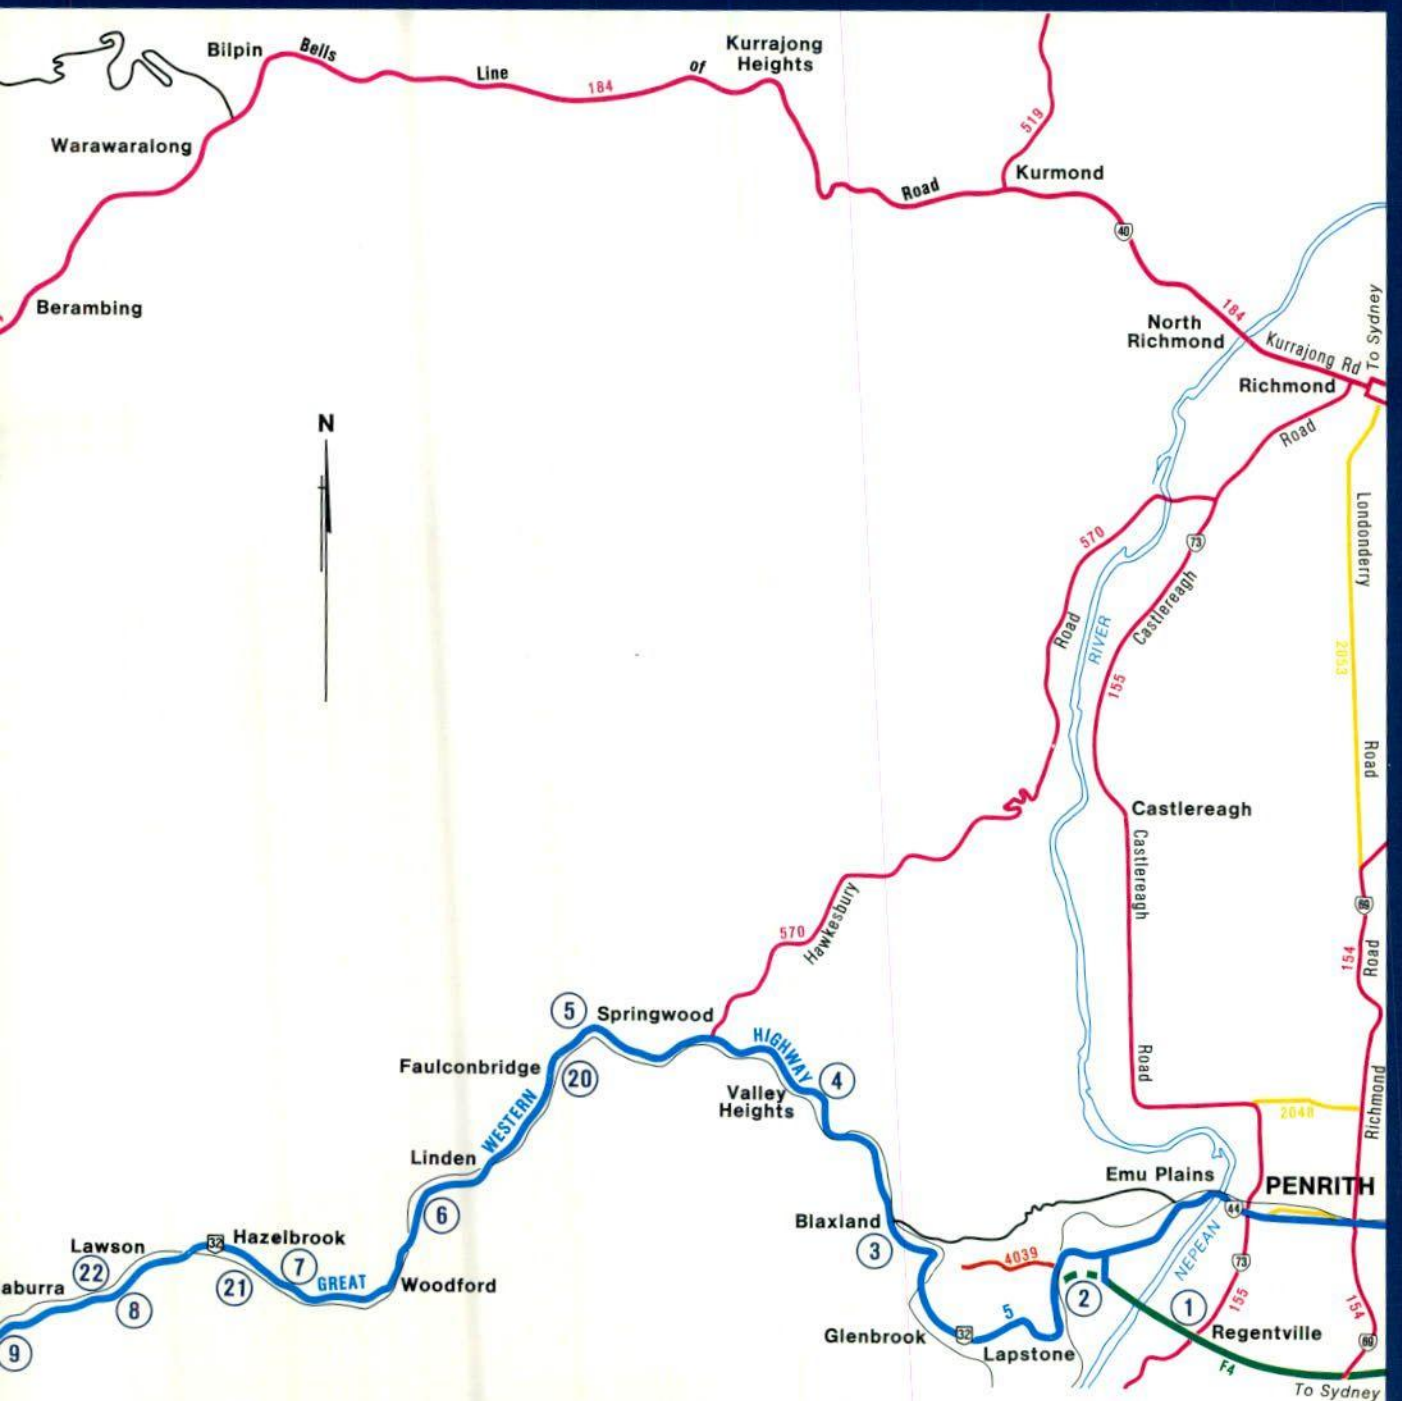 Kurrajong
Heights
Bilpin
Bells
Line
184
of
519
Warawaralong
Kurmond
Road
40
Berambing
184
North
Richmond
Kurrajong Rd
To Sydney
Richmond
N
Road
Londonderry
570
73
Castlereagh
Road
RIVER
2053
155
Road
Castlereagh
Castlereagh
Hawkesbury
570
69
154
Road
5
Springwood
HIGHWAY
Faulconbridge
20
4
Valley
Heights
Road
Richmond
2048
WESTERN
Linden
Emu Plains
PENRITH
6
Blaxland
44
3
Lawson
32
Hazelbrook
4039
NEPEAN
73
22
7
GREAT
Woodford
aburra
21
8
2
1
155
154
5
Glenbrook
32
Regentville
69
9
Lapstone
F4
To Sydney